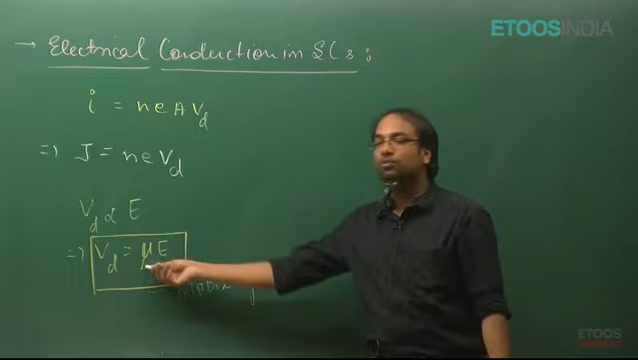 ETOOSINDIA
→ Electrical Conduction in SCs :
i = neAV_d
⇒ J = neV_d
V_d ∝ E
⇒ V_d = μE
ETOOS